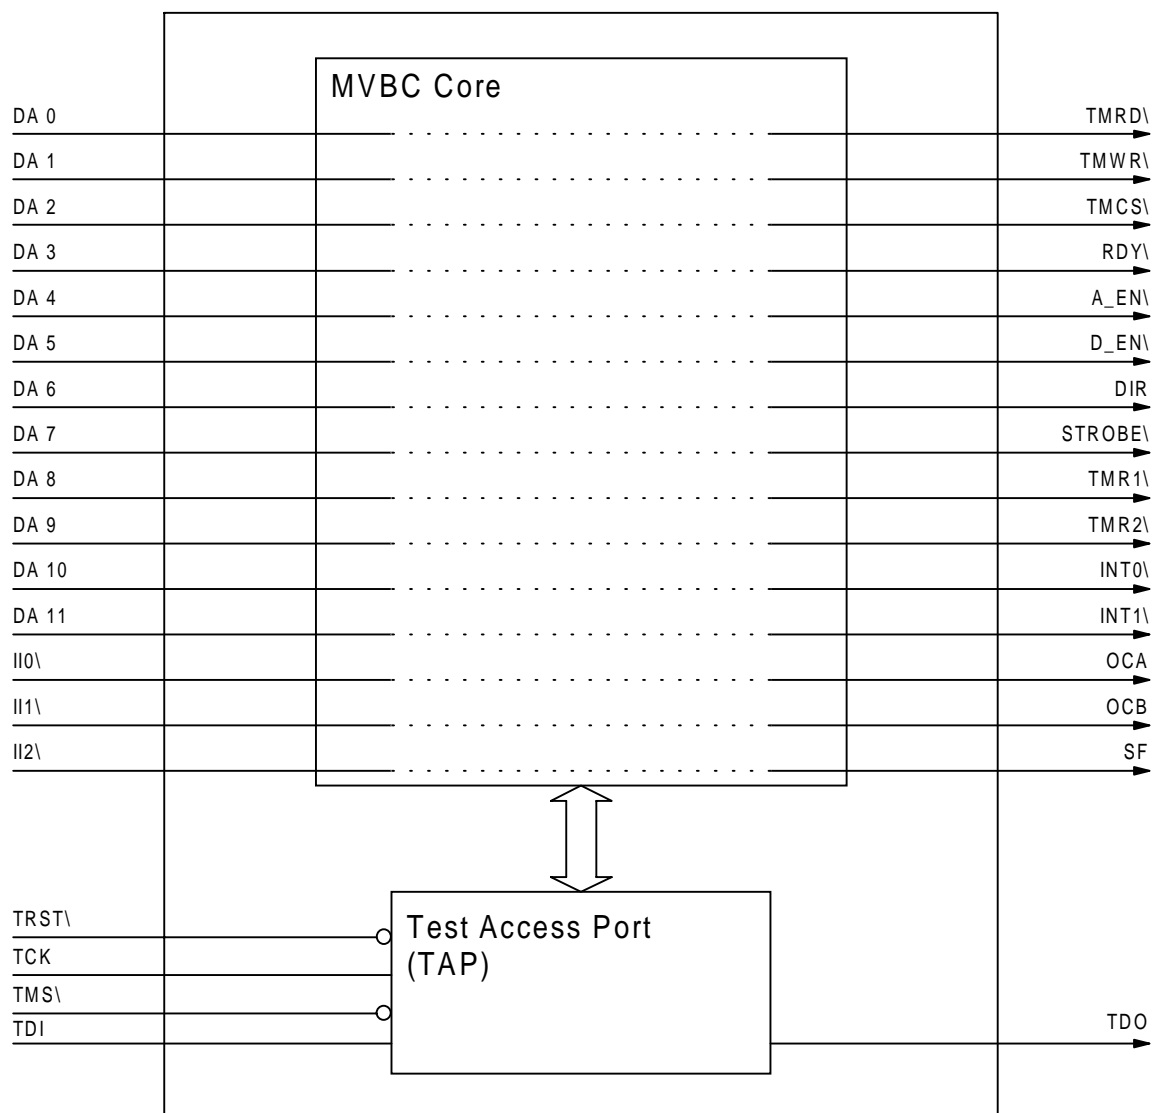 MVBC Core
DA 0
TMRD\
DA 1
TMWR\
DA 2
TMCS\
DA 3
RDY\
DA 4
A_EN\
DA 5
D_EN\
DA 6
DIR
DA 7
STROBE\
DA 8
TMR1\
DA 9
TMR2\
DA 10
INT0\
DA 11
INT1\
II0\
OCA
II1\
OCB
II2\
SF
TRST\
Test Access Port
(TAP)
TCK
TMS\
TDI
TDO